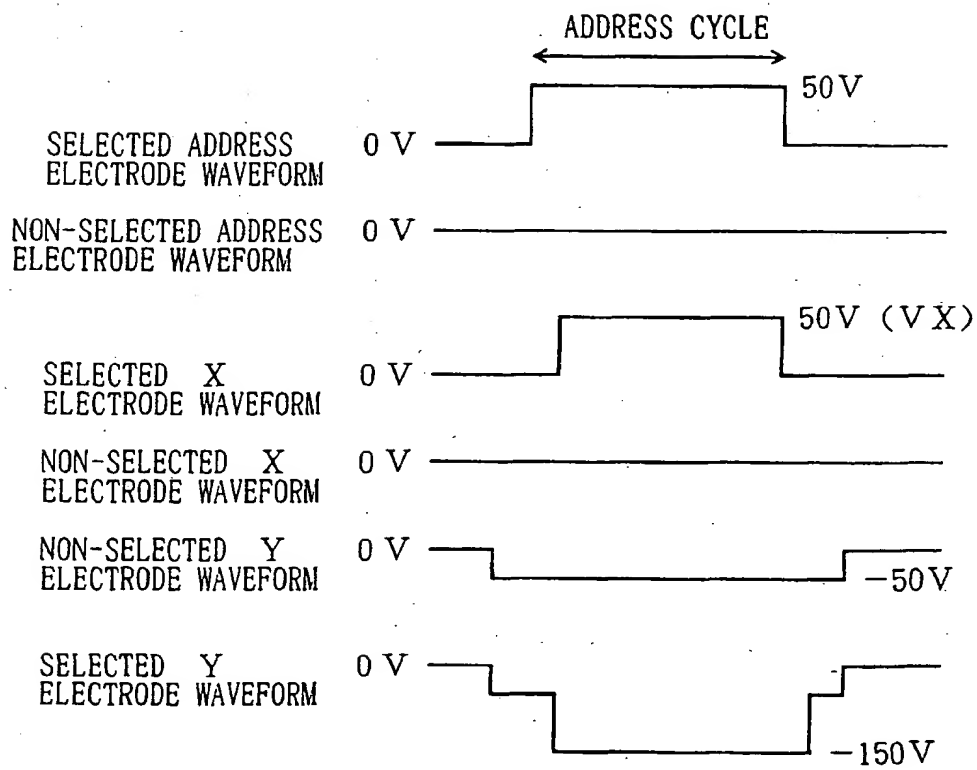 ADDRESS CYCLE
50V
SELECTED ADDRESS 0 V
ELECTRODE WAVEFORM
NON-SELECTED ADDRESS 0 V
ELECTRODE WAVEFORM
50V (VX)
SELECTED X 0 V
ELECTRODE WAVEFORM
NON-SELECTED X 0 V
ELECTRODE WAVEFORM
NON-SELECTED Y 0 V
ELECTRODE WAVEFORM
−50V
SELECTED Y 0 V
ELECTRODE WAVEFORM
−150V